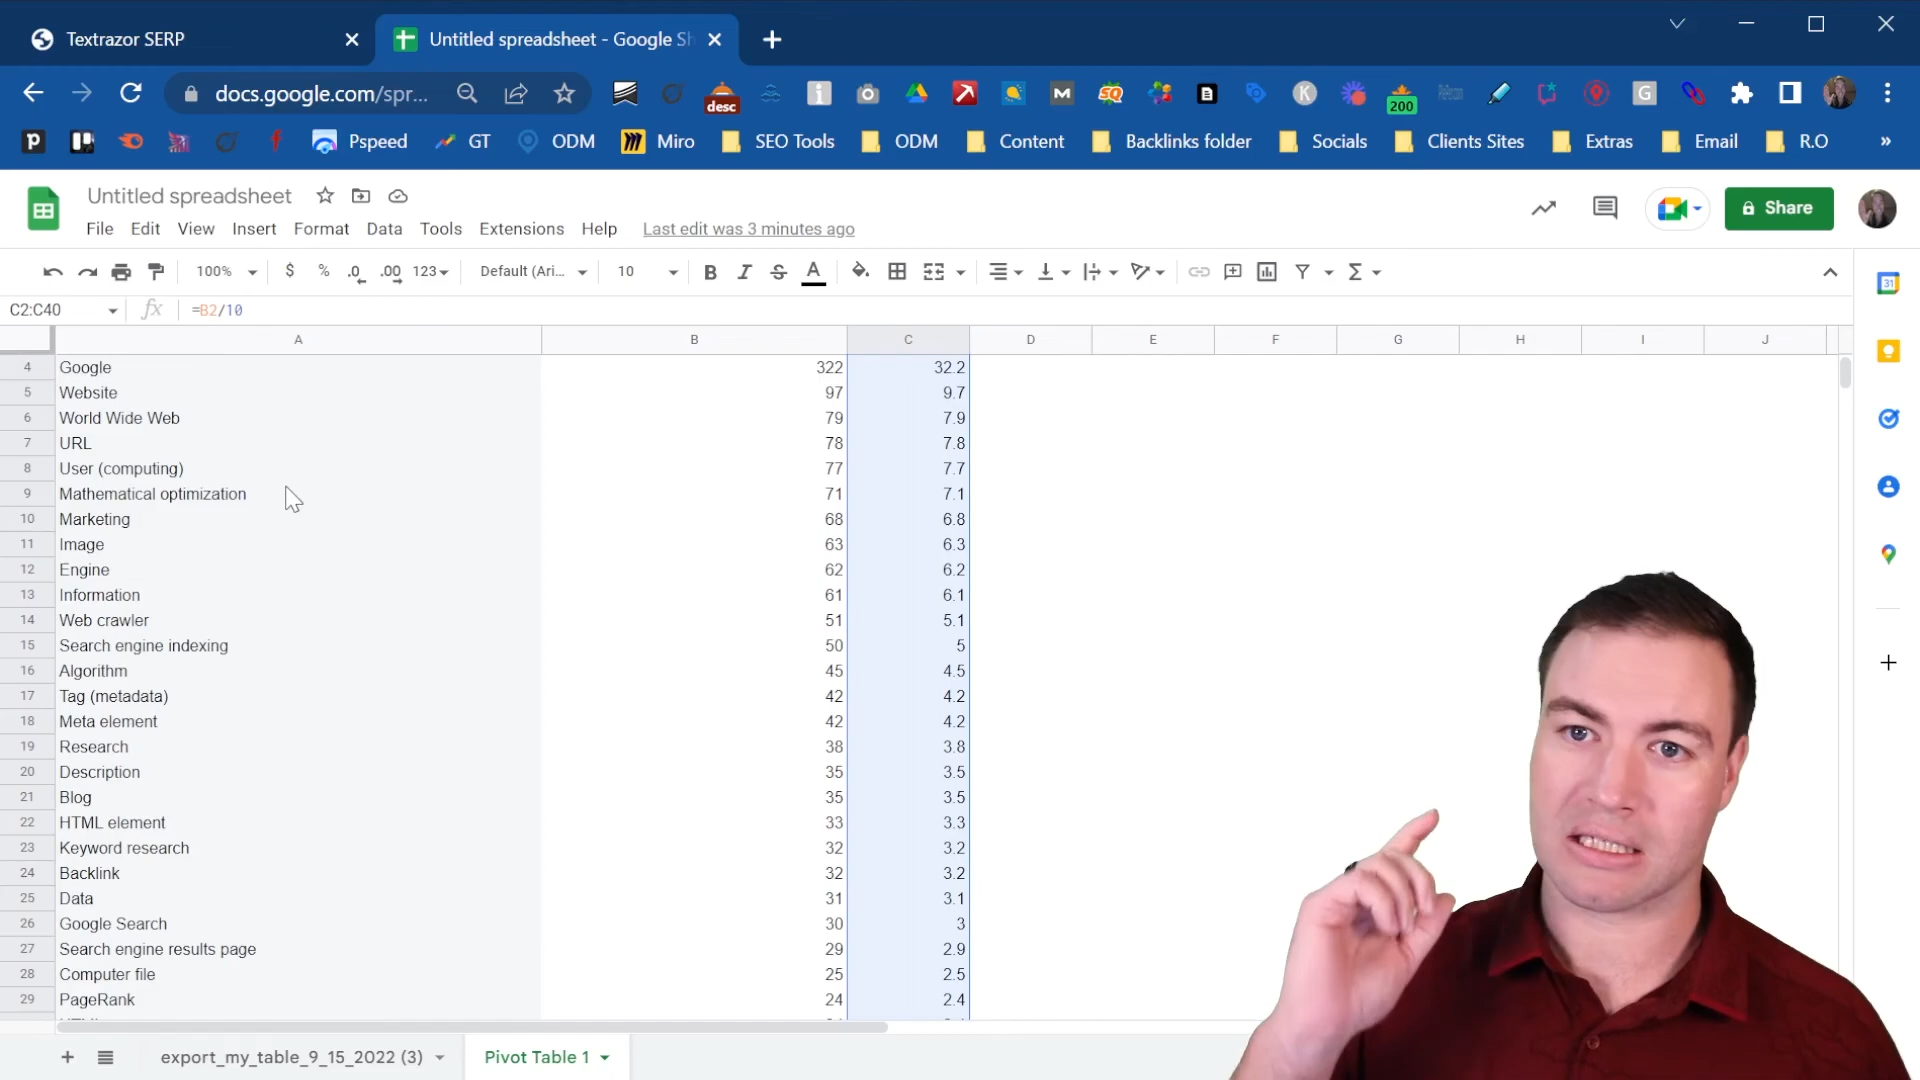 Textrazor SERP
Untitled spreadsheet - Google Sh
docs.google.com/spr...
desc
200
Pspeed GT ODM Miro SEO Tools ODM Content Backlinks folder Socials Clients Sites Extras Email R.O »
Untitled spreadsheet
File Edit View Insert Format Data Tools Extensions Help Last edit was 3 minutes ago
Share
100% $ % .0 .00 123 Default (Ari... 10 B I S A Σ
31
C2:C40 fx =B2/10
A B C D E F G H I J
4 Google 322 32.2
5 Website 97 9.7
6 World Wide Web 79 7.9
7 URL 78 7.8
8 User (computing) 77 7.7
9 Mathematical optimization 71 7.1
10 Marketing 68 6.8
11 Image 63 6.3
12 Engine 62 6.2
13 Information 61 6.1
14 Web crawler 51 5.1
15 Search engine indexing 50 5
16 Algorithm 45 4.5
17 Tag (metadata) 42 4.2
18 Meta element 42 4.2
19 Research 38 3.8
20 Description 35 3.5
21 Blog 35 3.5
22 HTML element 33 3.3
23 Keyword research 32 3.2
24 Backlink 32 3.2
25 Data 31 3.1
26 Google Search 30 3
27 Search engine results page 29 2.9
28 Computer file 25 2.5
29 PageRank 24 2.4
export_my_table_9_15_2022 (3) Pivot Table 1